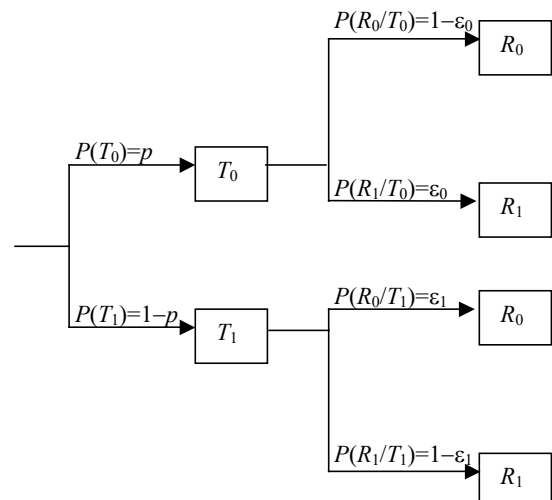 P(R₀/T₀)=1−ε₀
R₀
P(T₀)=p
T₀
P(R₁/T₀)=ε₀
R₁
P(T₁)=1−p
T₁
P(R₀/T₁)=ε₁
R₀
P(R₁/T₁)=1−ε₁
R₁